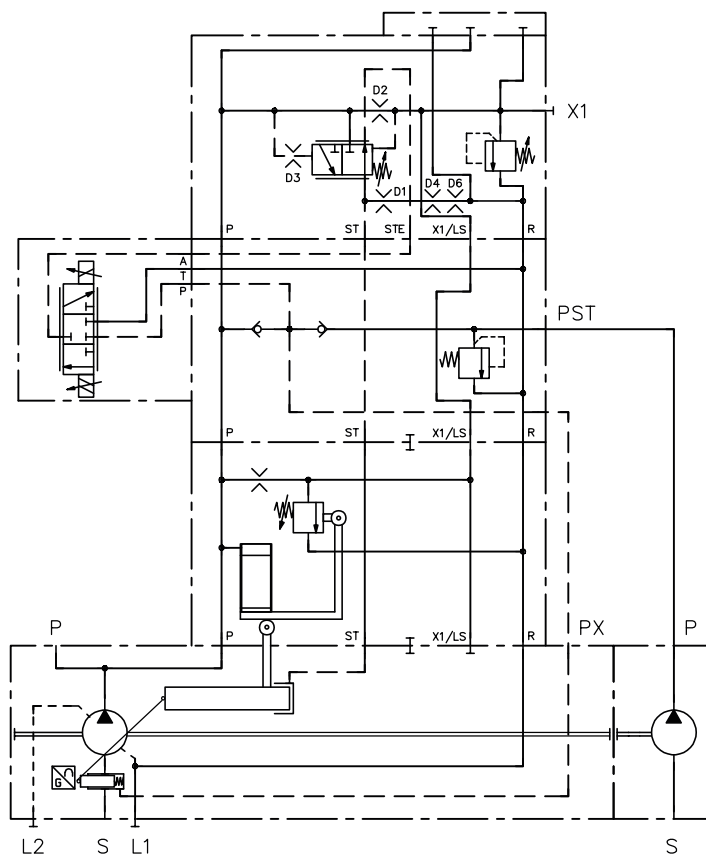 D2
X1
D3
D1 D4 D6
P ST STE X1/LS R
A
T
P
PST
P ST X1/LS R
P P ST X1/LS R PX P
G
L2 S L1 S